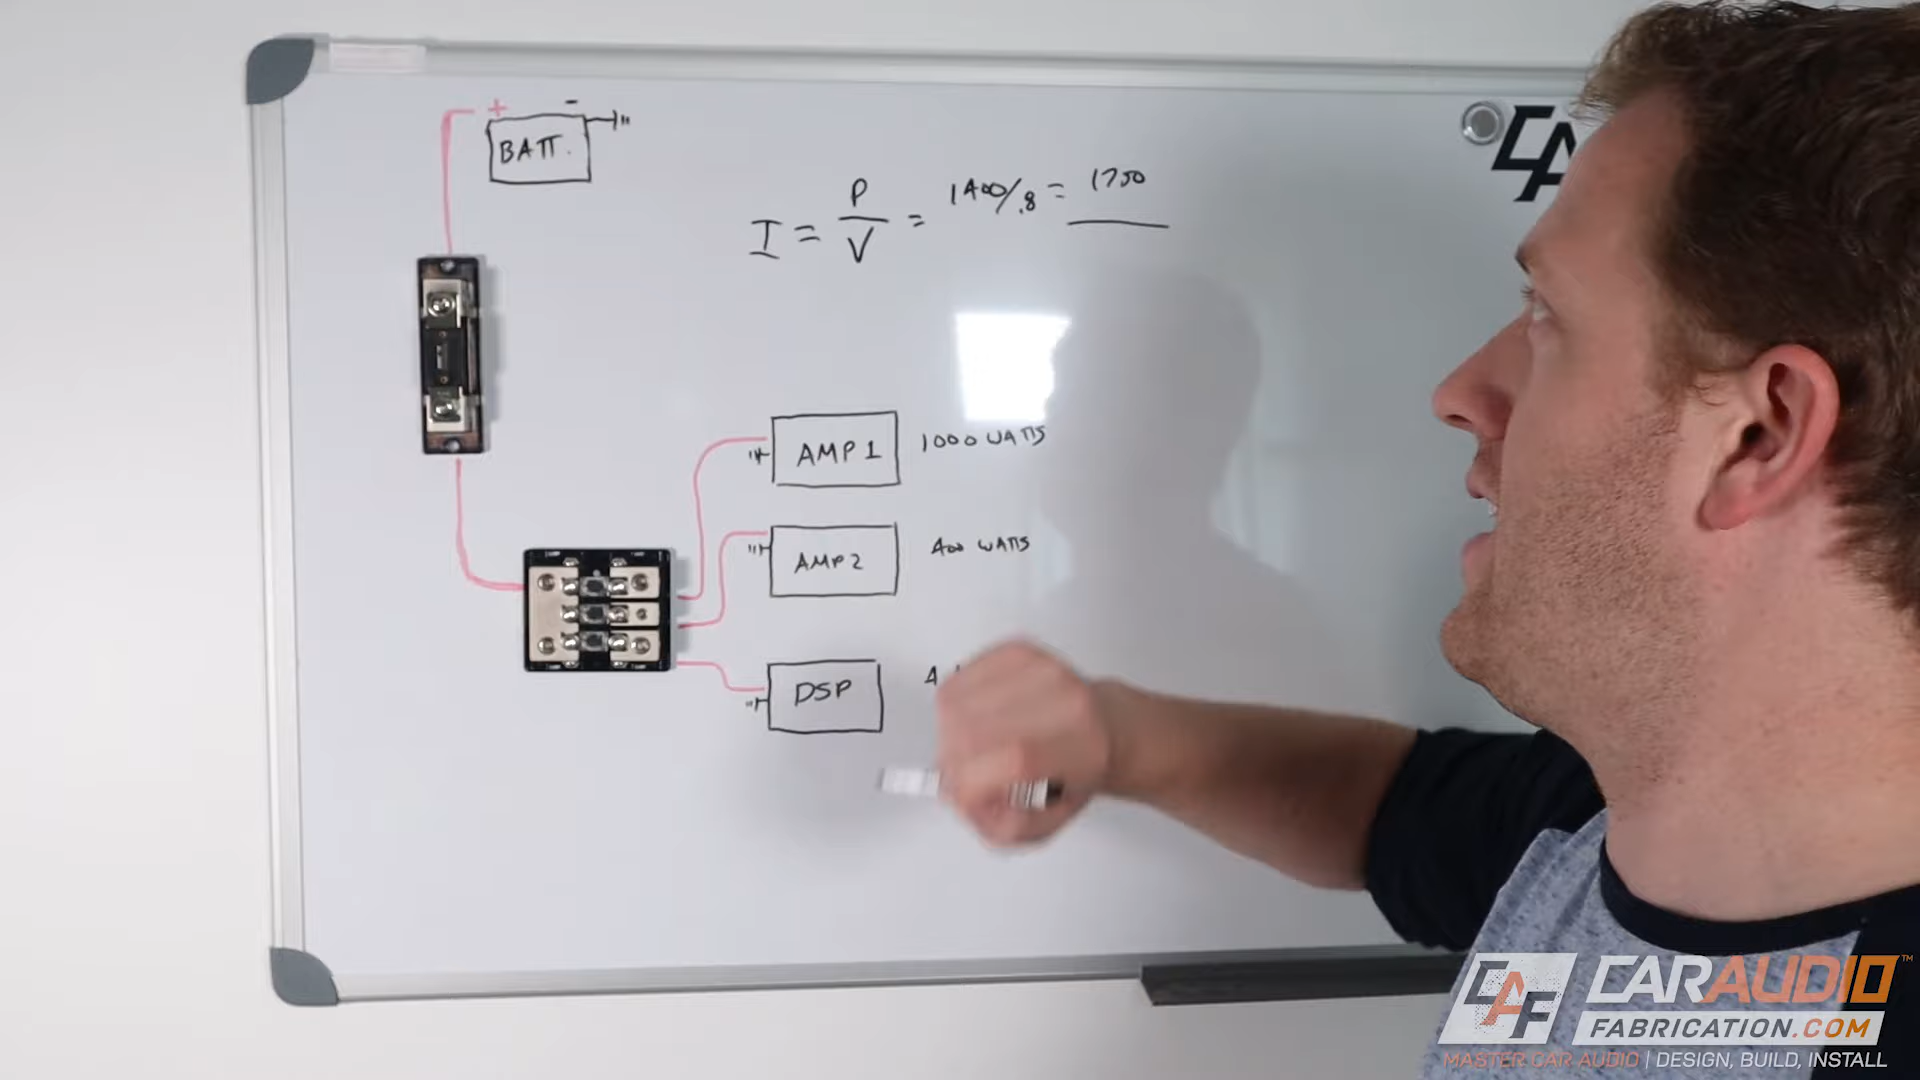 + -
BATT.
I = P/V = 1400/.8 = 1750
AMP 1 1000 WATTS
AMP 2 400 WATTS
DSP
CAF
CARAUDIO™
FABRICATION.COM
MASTER CAR AUDIO | DESIGN, BUILD, INSTALL